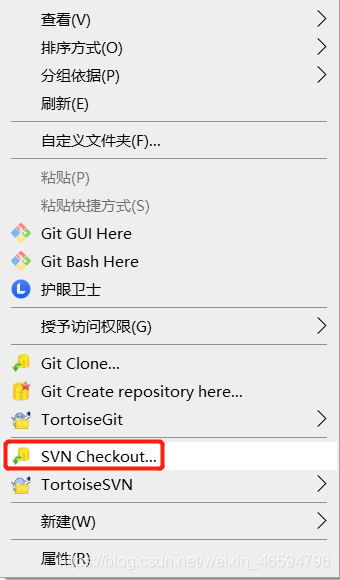 查看(V)
排序方式(O)
分组依据(P)
刷新(E)
自定义文件夹(F)...
粘贴(P)
粘贴快捷方式(S)
Git GUI Here
Git Bash Here
护眼卫士
授予访问权限(G)
Git Clone...
Git Create repository here...
TortoiseGit
SVN Checkout...
TortoiseSVN
新建(W)
属性(R)
https://blog.csdn.net/weixin_46594796